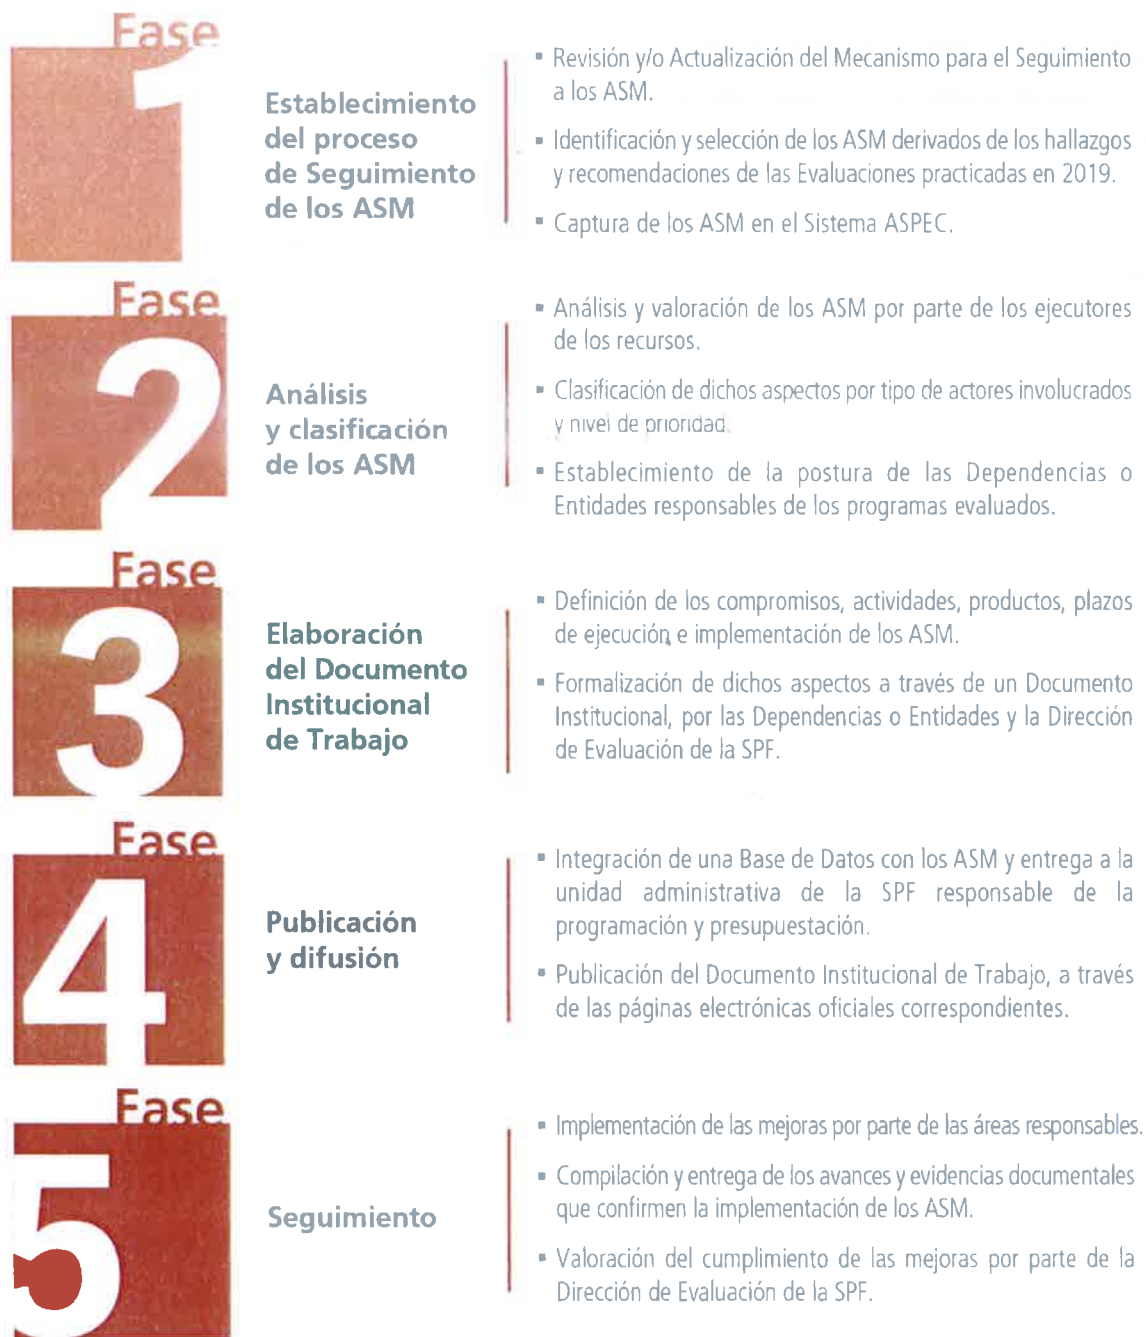 Fase
1
Establecimiento
del proceso
de Seguimiento
de los ASM
▪ Revisión y/o Actualización del Mecanismo para el Seguimiento
a los ASM.
▪ Identificación y selección de los ASM derivados de los hallazgos
y recomendaciones de las Evaluaciones practicadas en 2019.
▪ Captura de los ASM en el Sistema ASPEC.
Fase
2
Análisis
y clasificación
de los ASM
▪ Análisis y valoración de los ASM por parte de los ejecutores
de los recursos.
▪ Clasificación de dichos aspectos por tipo de actores involucrados
y nivel de prioridad.
▪ Establecimiento de la postura de las Dependencias o
Entidades responsables de los programas evaluados.
Fase
3
Elaboración
del Documento
Institucional
de Trabajo
▪ Definición de los compromisos, actividades, productos, plazos
de ejecución e implementación de los ASM.
▪ Formalización de dichos aspectos a través de un Documento
Institucional, por las Dependencias o Entidades y la Dirección
de Evaluación de la SPF.
Fase
4
Publicación
y difusión
▪ Integración de una Base de Datos con los ASM y entrega a la
unidad administrativa de la SPF responsable de la
programación y presupuestación.
▪ Publicación del Documento Institucional de Trabajo, a través
de las páginas electrónicas oficiales correspondientes.
Fase
5
Seguimiento
▪ Implementación de las mejoras por parte de las áreas responsables.
▪ Compilación y entrega de los avances y evidencias documentales
que confirmen la implementación de los ASM.
▪ Valoración del cumplimiento de las mejoras por parte de la
Dirección de Evaluación de la SPF.